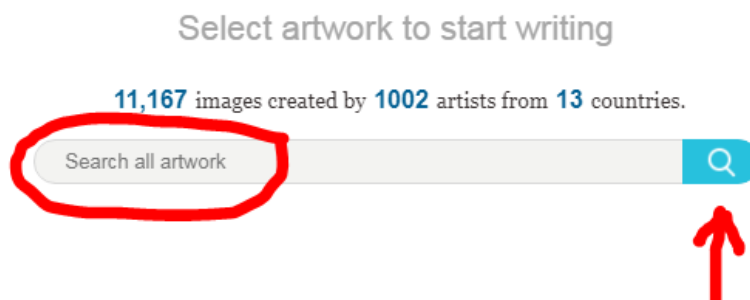 Select artwork to start writing
11,167 images created by 1002 artists from 13 countries.
Search all artwork